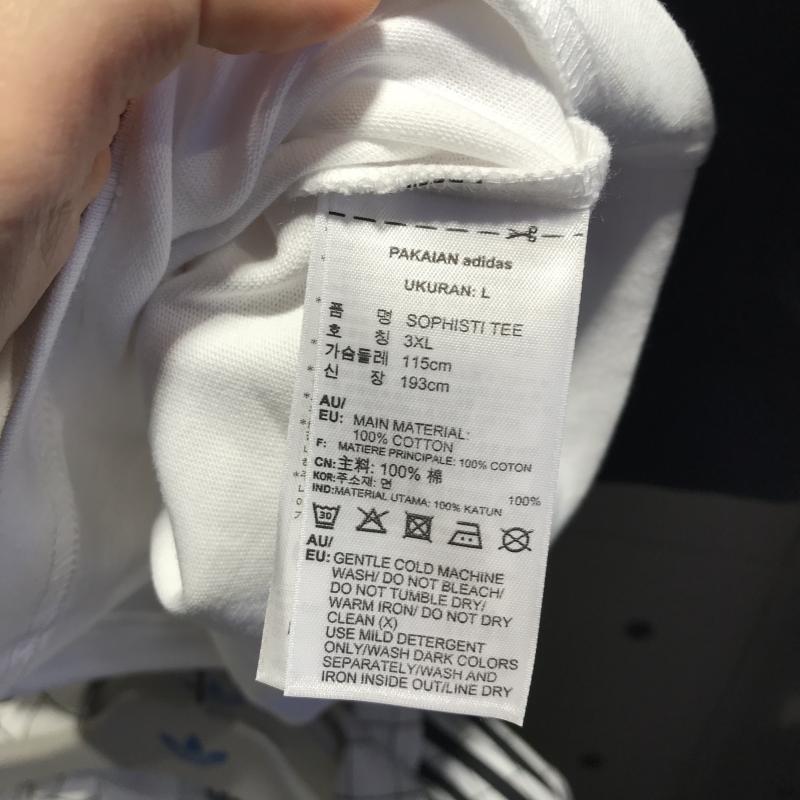 PAKAIAN adidas
UKURAN: L
품 명 SOPHISTI TEE
호 칭 3XL
가슴둘레 115cm
신 장 193cm
AU/
EU: MAIN MATERIAL:
100% COTTON
F: MATIERE PRINCIPALE: 100% COTON
CN: 主料: 100% 棉
KOR: 주소재: 면 100%
IND: MATERIAL UTAMA: 100% KATUN
30
AU/
EU: GENTLE COLD MACHINE
WASH/ DO NOT BLEACH/
DO NOT TUMBLE DRY/
WARM IRON/ DO NOT DRY
CLEAN (X)
USE MILD DETERGENT
ONLY/WASH DARK COLORS
SEPARATELY/WASH AND
IRON INSIDE OUT/LINE DRY